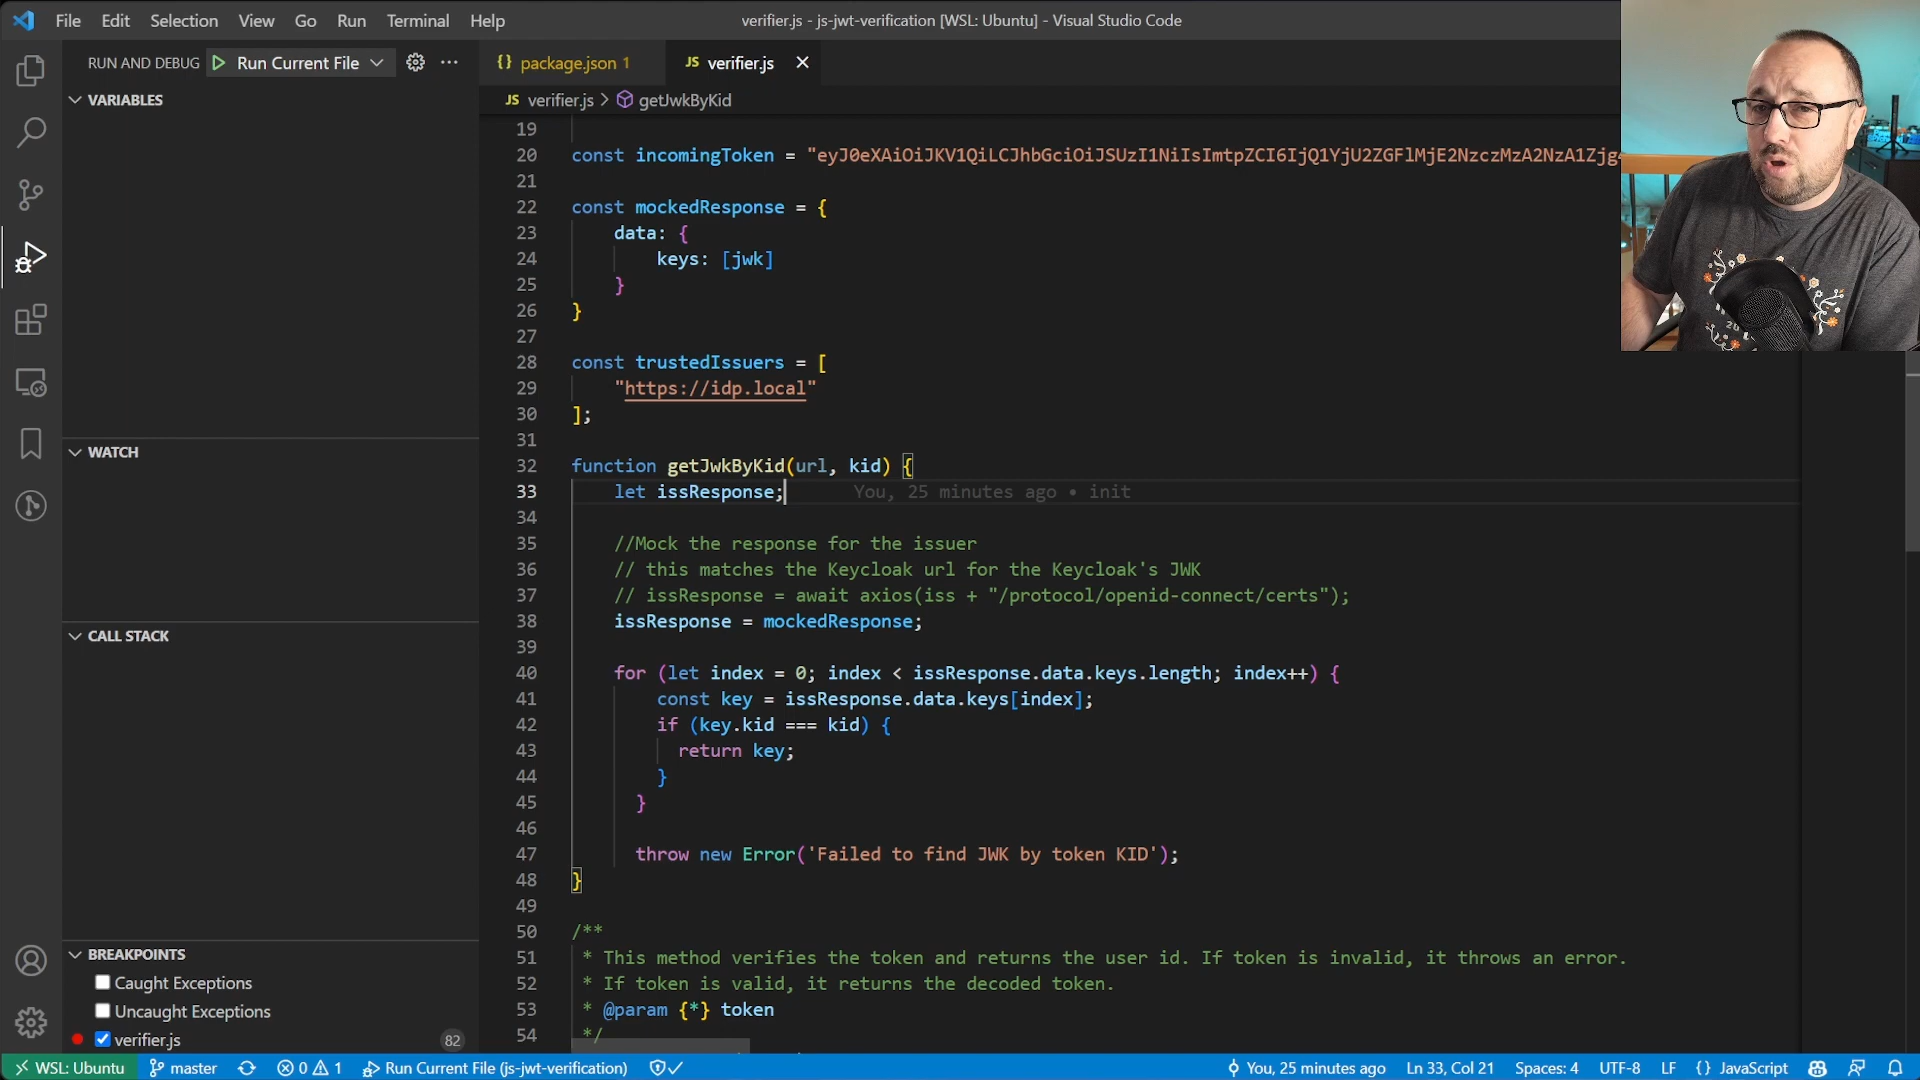 File Edit Selection View Go Run Terminal Help
verifier.js - js-jwt-verification [WSL: Ubuntu] - Visual Studio Code
RUN AND DEBUG Run Current File
package.json 1
JS verifier.js
VARIABLES
WATCH
CALL STACK
BREAKPOINTS
Caught Exceptions
Uncaught Exceptions
verifier.js 82
JS verifier.js > getJwkByKid
19
20 const incomingToken = "eyJ0eXAiOiJKV1QiLCJhbGciOiJSUzI1NiIsImtpZCI6IjQ1YjU2ZGFlMjE2NzczMzA2NzA1Zjg
21
22 const mockedResponse = {
23 data: {
24 keys: [jwk]
25 }
26 }
27
28 const trustedIssuers = [
29 "https://idp.local"
30 ];
31
32 function getJwkByKid(url, kid) {
33 let issResponse; You, 25 minutes ago • init
34
35 //Mock the response for the issuer
36 // this matches the Keycloak url for the Keycloak's JWK
37 // issResponse = await axios(iss + "/protocol/openid-connect/certs");
38 issResponse = mockedResponse;
39
40 for (let index = 0; index < issResponse.data.keys.length; index++) {
41 const key = issResponse.data.keys[index];
42 if (key.kid === kid) {
43 return key;
44 }
45 }
46
47 throw new Error('Failed to find JWK by token KID');
48 }
49
50 /**
51 * This method verifies the token and returns the user id. If token is invalid, it throws an error.
52 * If token is valid, it returns the decoded token.
53 * @param {*} token
54 */
WSL: Ubuntu master 0 1 Run Current File (js-jwt-verification) You, 25 minutes ago Ln 33, Col 21 Spaces: 4 UTF-8 LF {} JavaScript